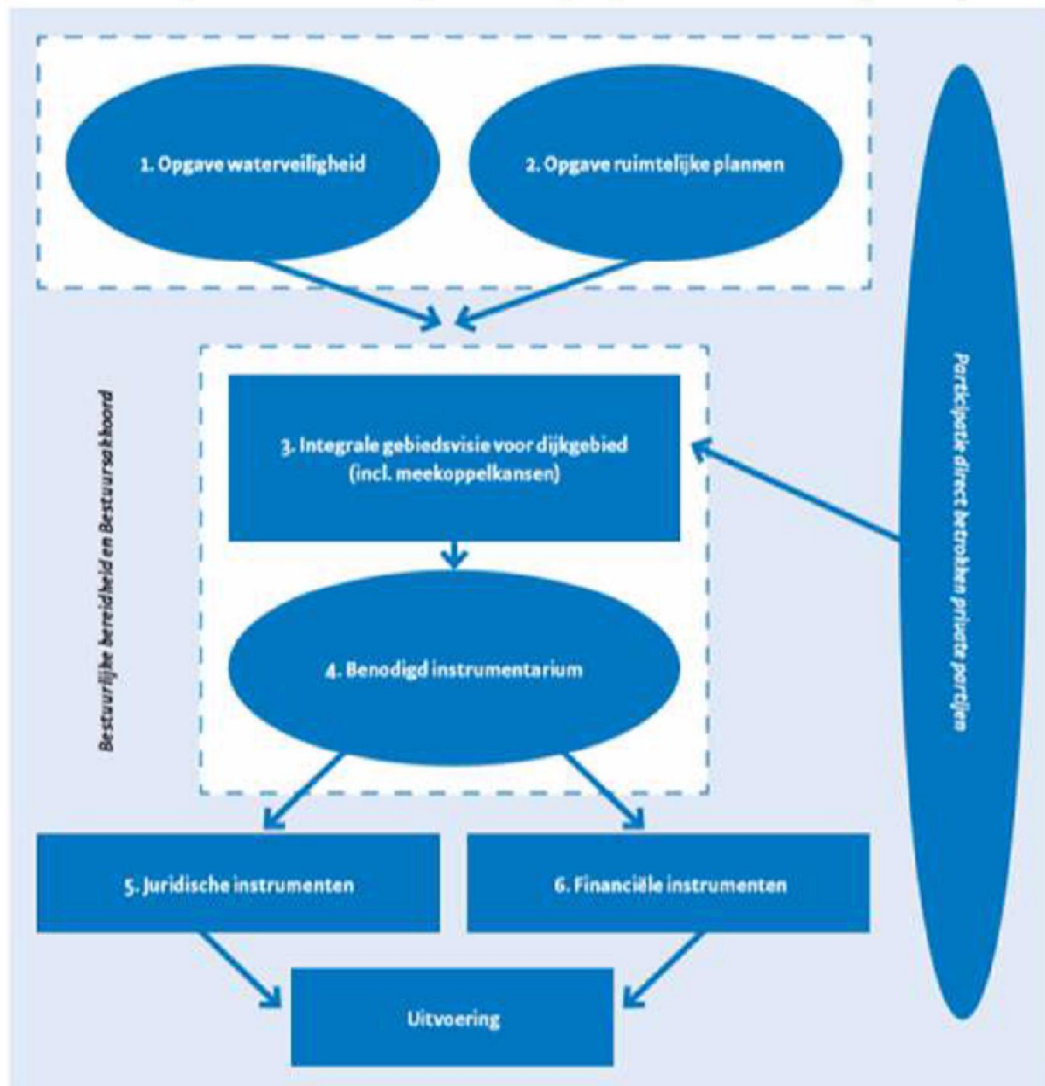 1. Opgave waterveiligheid
2. Opgave ruimtelijke plannen
3. Integrale gebiedsvisie voor dijkgebied
(incl. meekoppelkansen)
4. Benodigd instrumentarium
5. Juridische instrumenten
6. Financiële instrumenten
Uitvoering
Bestuurlijke bereidheid en Bestuursakkoord
Participatie direct betrokken private partijen